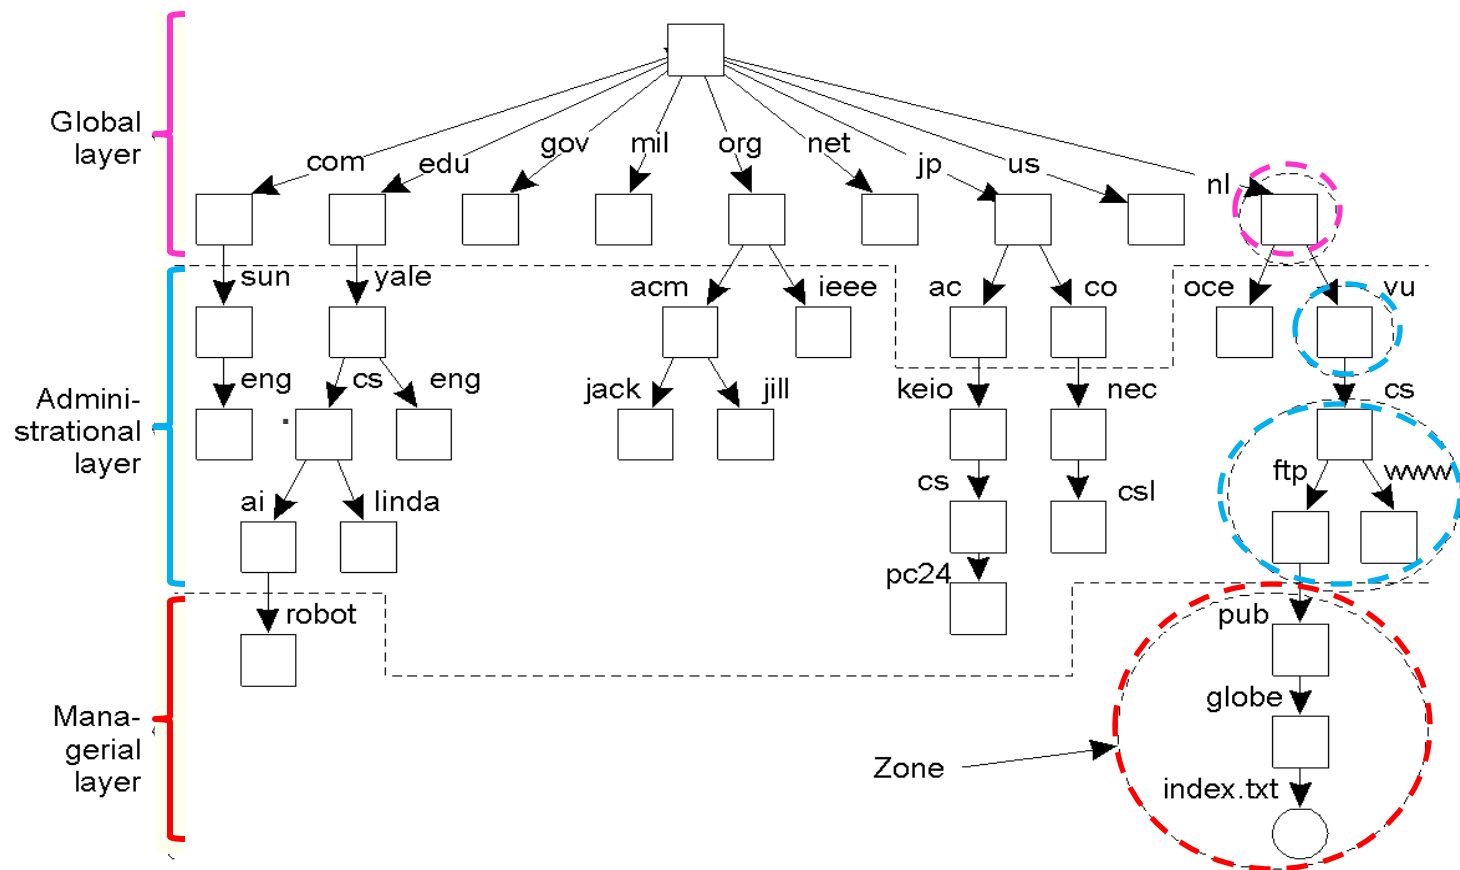 Global
layer
com
edu
gov
mil
org
net
jp
us
nl
sun
yale
acm
ieee
ac
co
oce
vu
Admini-
strational
layer
eng
cs
eng
jack
jill
keio
nec
cs
ai
linda
cs
csl
ftp
www
pc24
robot
pub
Mana-
gerial
layer
globe
Zone
index.txt